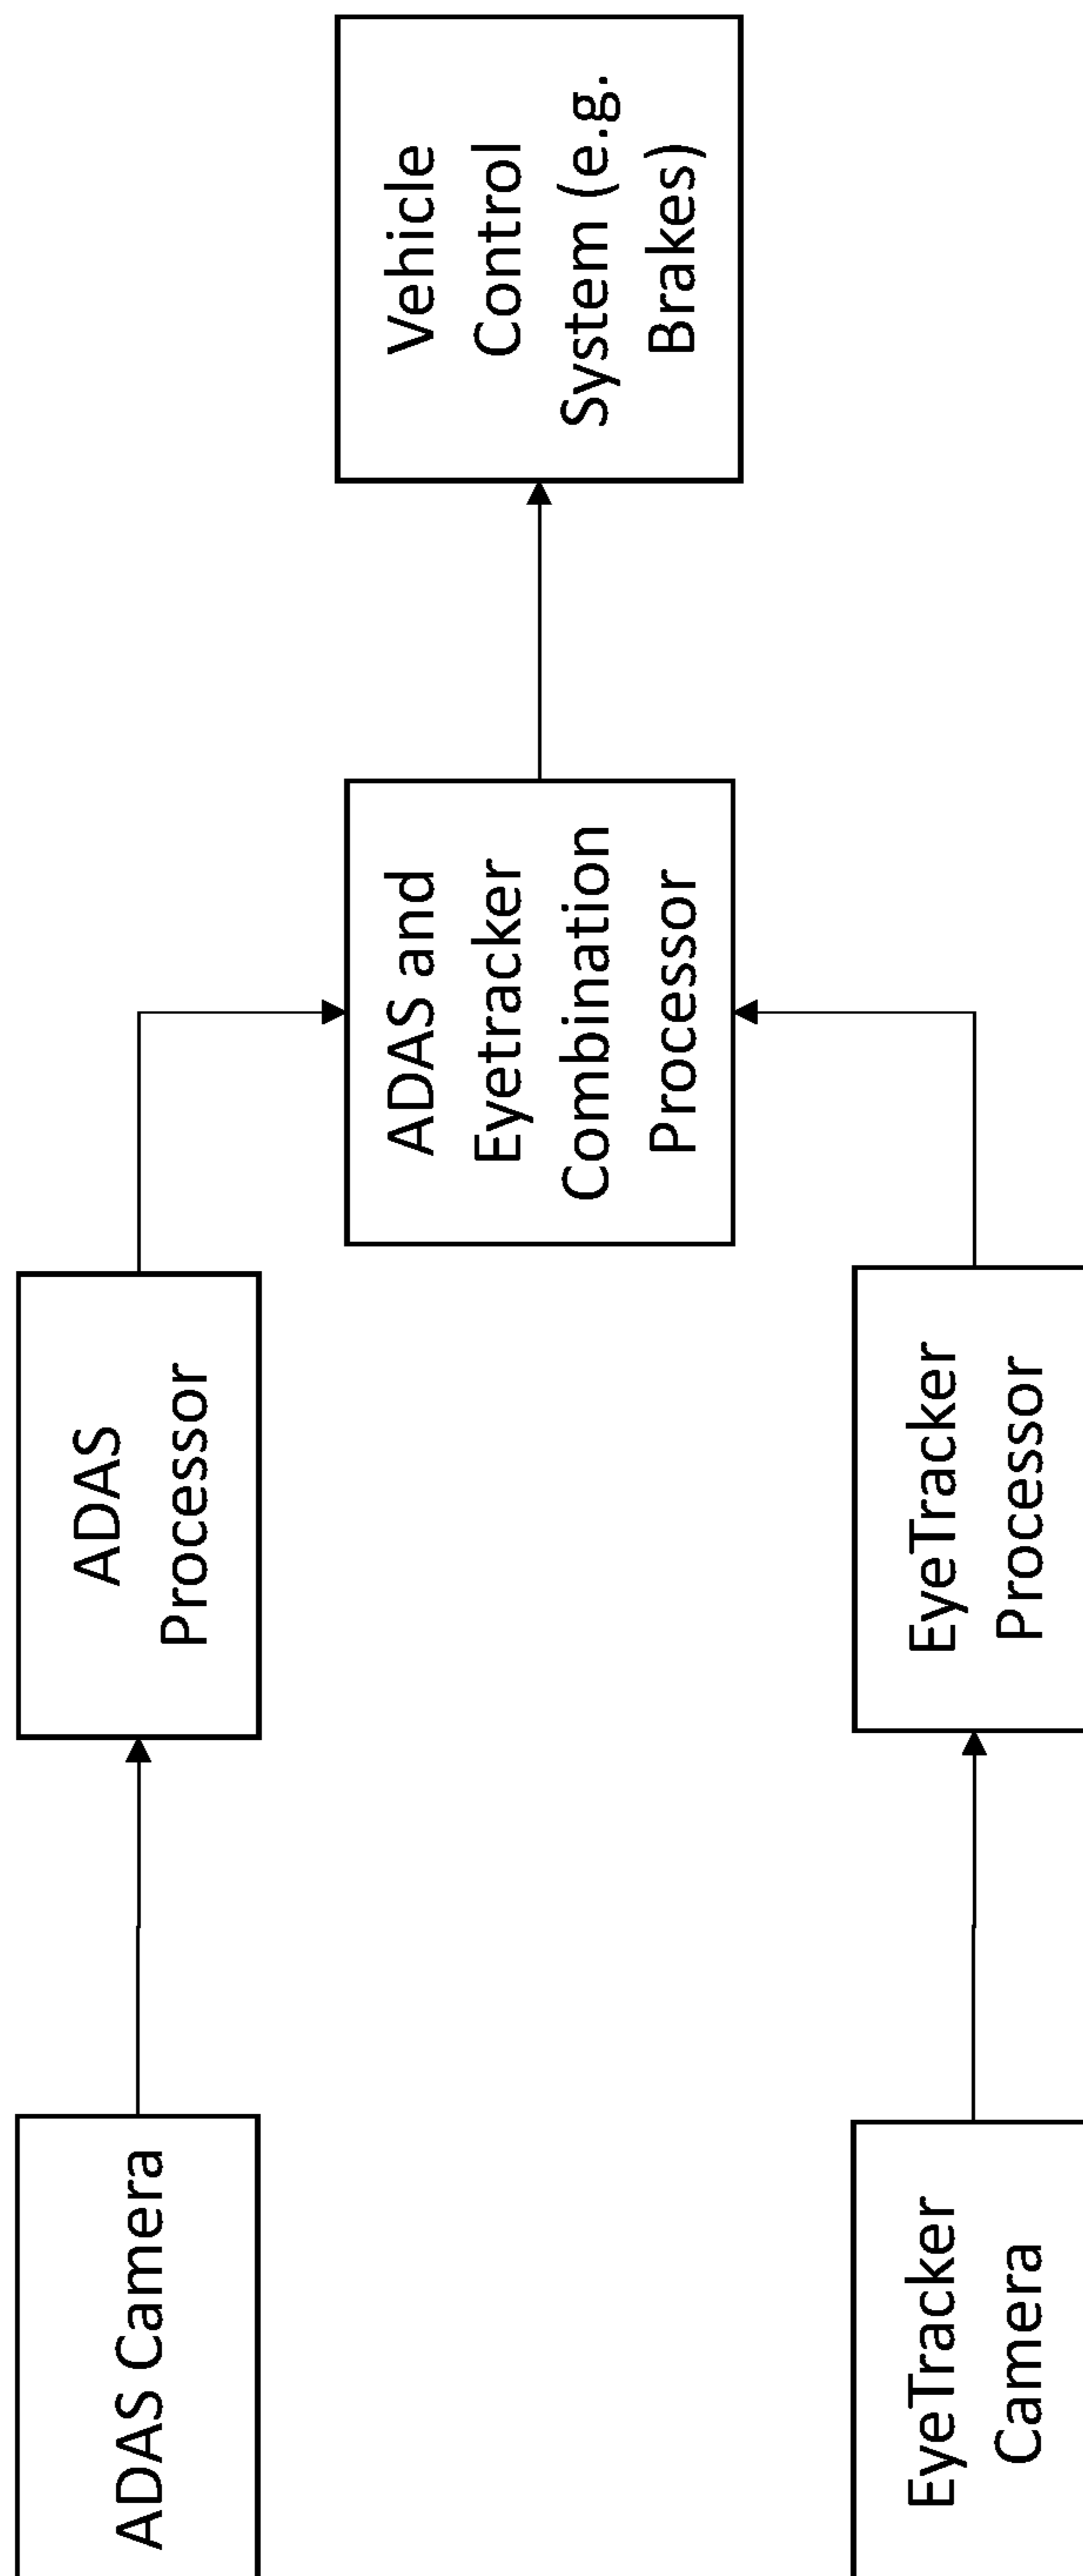 ADAS Camera
ADAS
Processor
ADAS and
Eyetracker
Combination
Processor
Vehicle
Control
System (e.g.
Brakes)
EyeTracker
Camera
EyeTracker
Processor